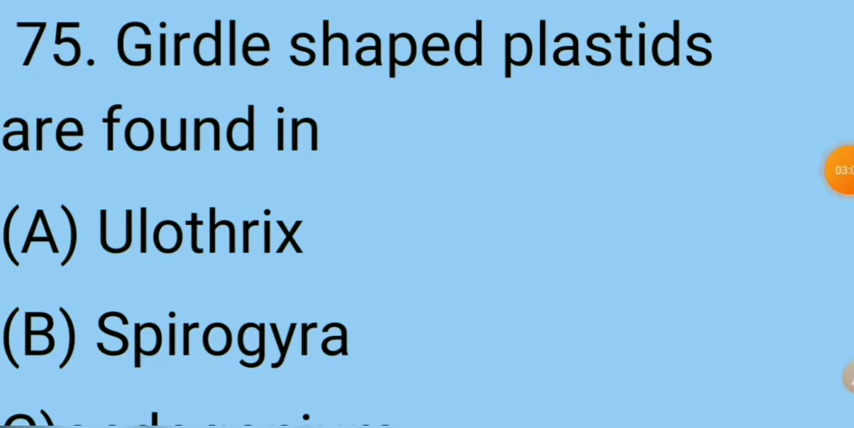 75. Girdle shaped plastids
are found in
(A) Ulothrix
(B) Spirogyra